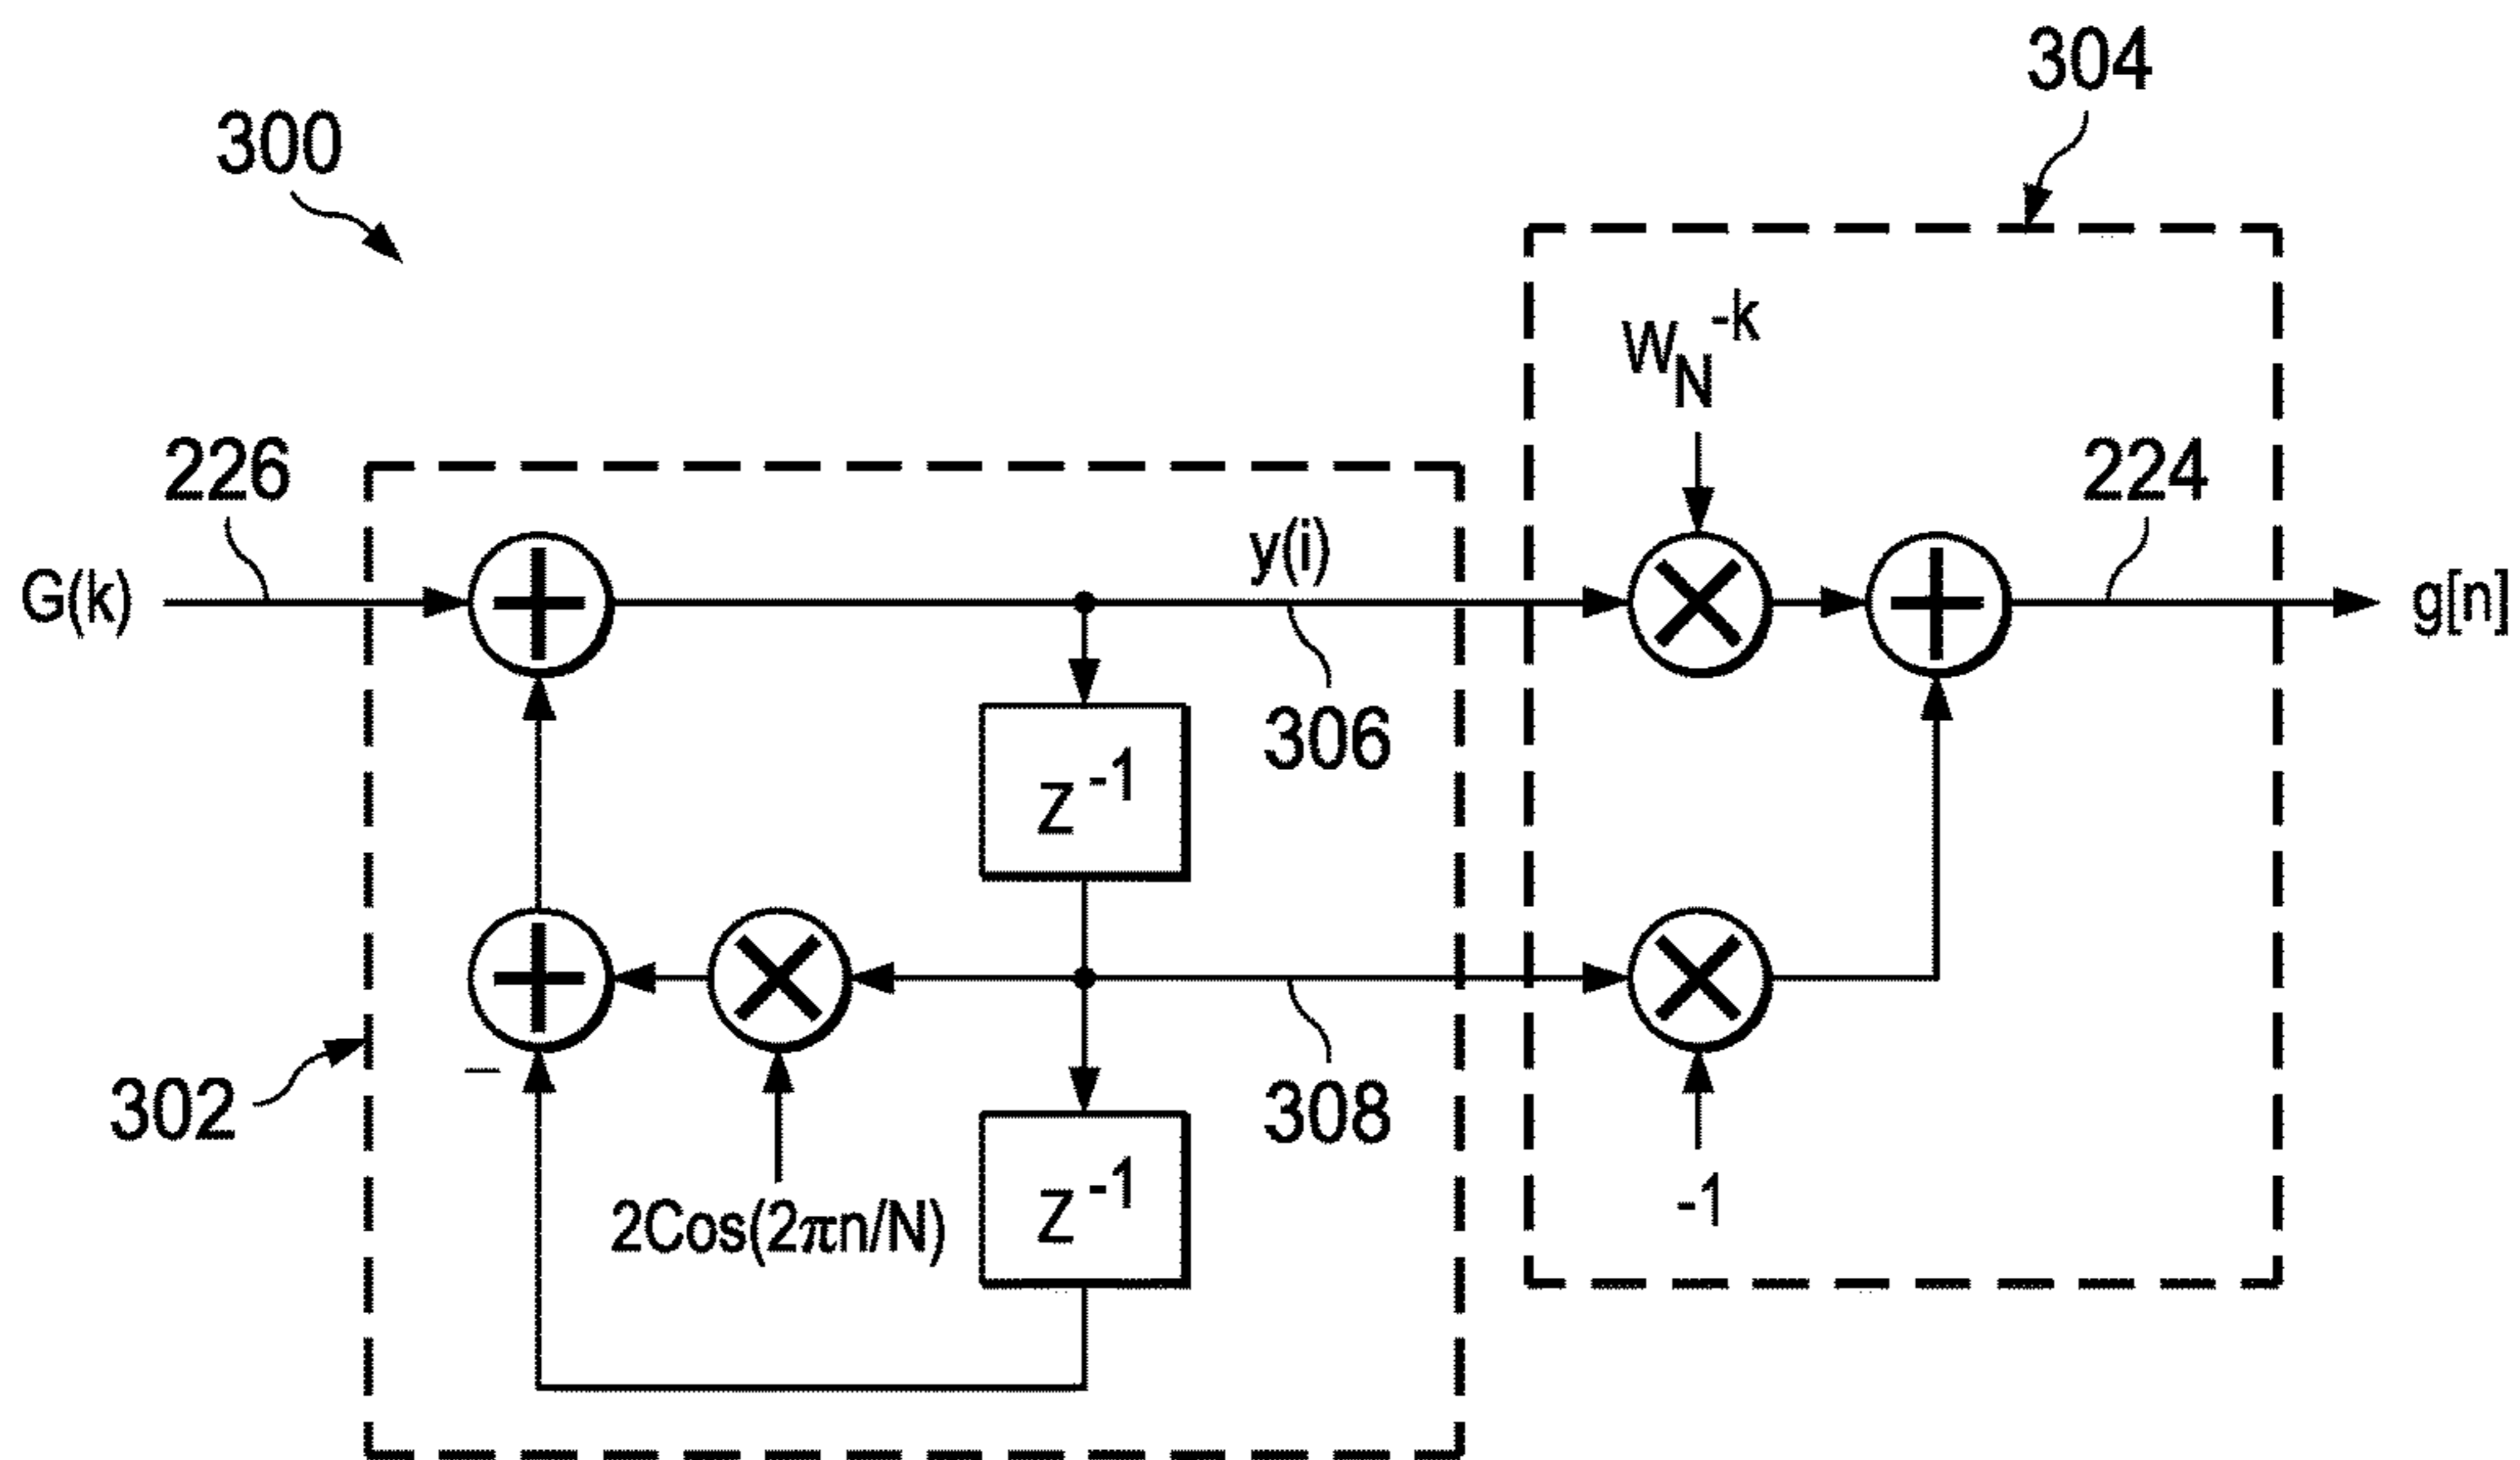 304
300
W_N^-k
226
224
y(i)
G(k)
g[n]
306
Z^-1
302
308
2Cos(2πn/N)
Z^-1
-1